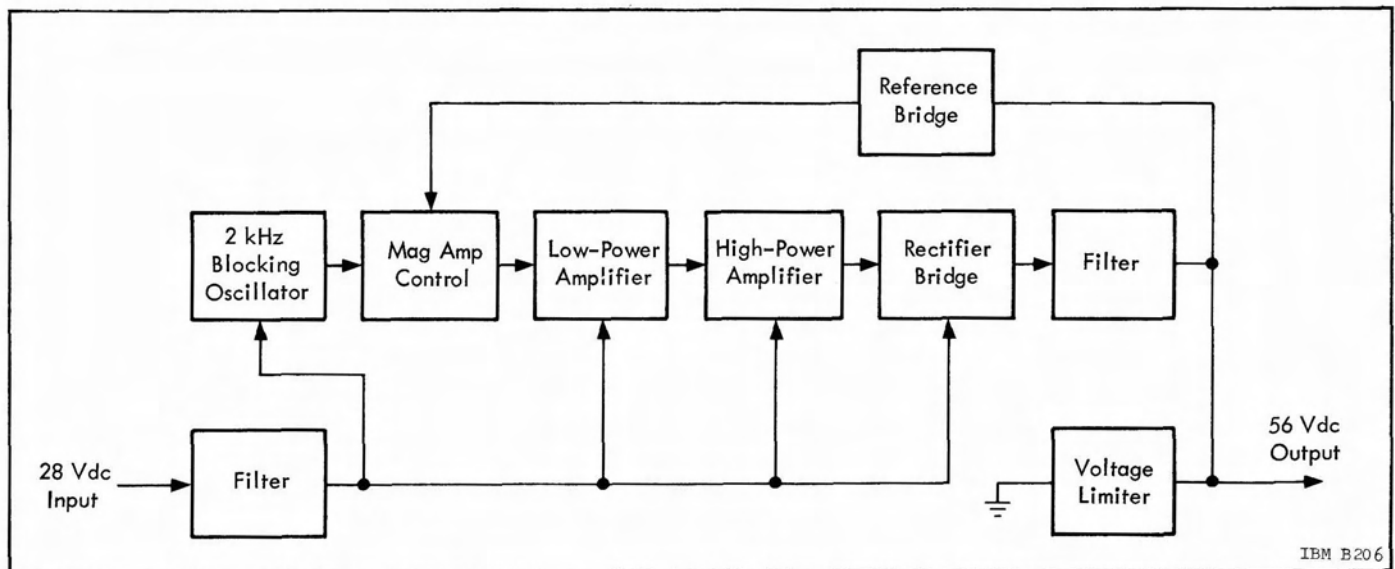 Reference
Bridge
2 kHz
Blocking
Oscillator
Mag Amp
Control
Low-Power
Amplifier
High-Power
Amplifier
Rectifier
Bridge
Filter
28 Vdc
Input
Filter
Voltage
Limiter
56 Vdc
Output
IBM B206